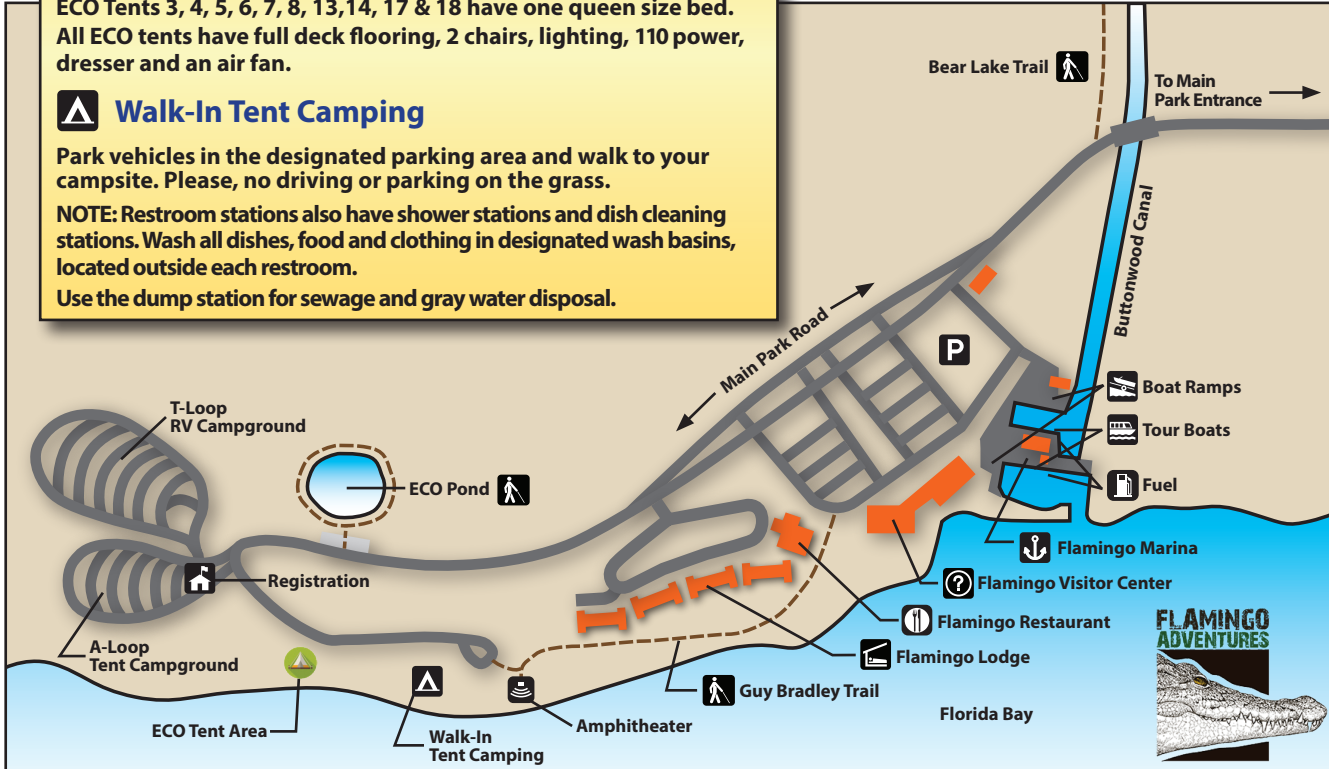 ECO Tents 3, 4, 5, 6, 7, 8, 13,14, 17 & 18 have one queen size bed.
All ECO tents have full deck flooring, 2 chairs, lighting, 110 power,
dresser and an air fan.
Walk-In Tent Camping
Park vehicles in the designated parking area and walk to your
campsite. Please, no driving or parking on the grass.
NOTE: Restroom stations also have shower stations and dish cleaning
stations. Wash all dishes, food and clothing in designated wash basins,
located outside each restroom.
Use the dump station for sewage and gray water disposal.
Bear Lake Trail
To Main
Park Entrance
Buttonwood Canal
Main Park Road
P
Boat Ramps
Tour Boats
Fuel
T-Loop
RV Campground
ECO Pond
Flamingo Marina
Registration
?
Flamingo Visitor Center
Flamingo Restaurant
A-Loop
Tent Campground
Flamingo Lodge
Guy Bradley Trail
ECO Tent Area
Walk-In
Tent Camping
Amphitheater
Florida Bay
FLAMINGO
ADVENTURES